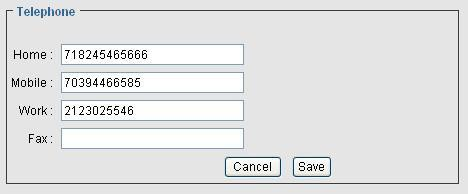 Telephone
Home : 718245465666
Mobile : 70394466585
Work : 2123025546
Fax :
Cancel Save